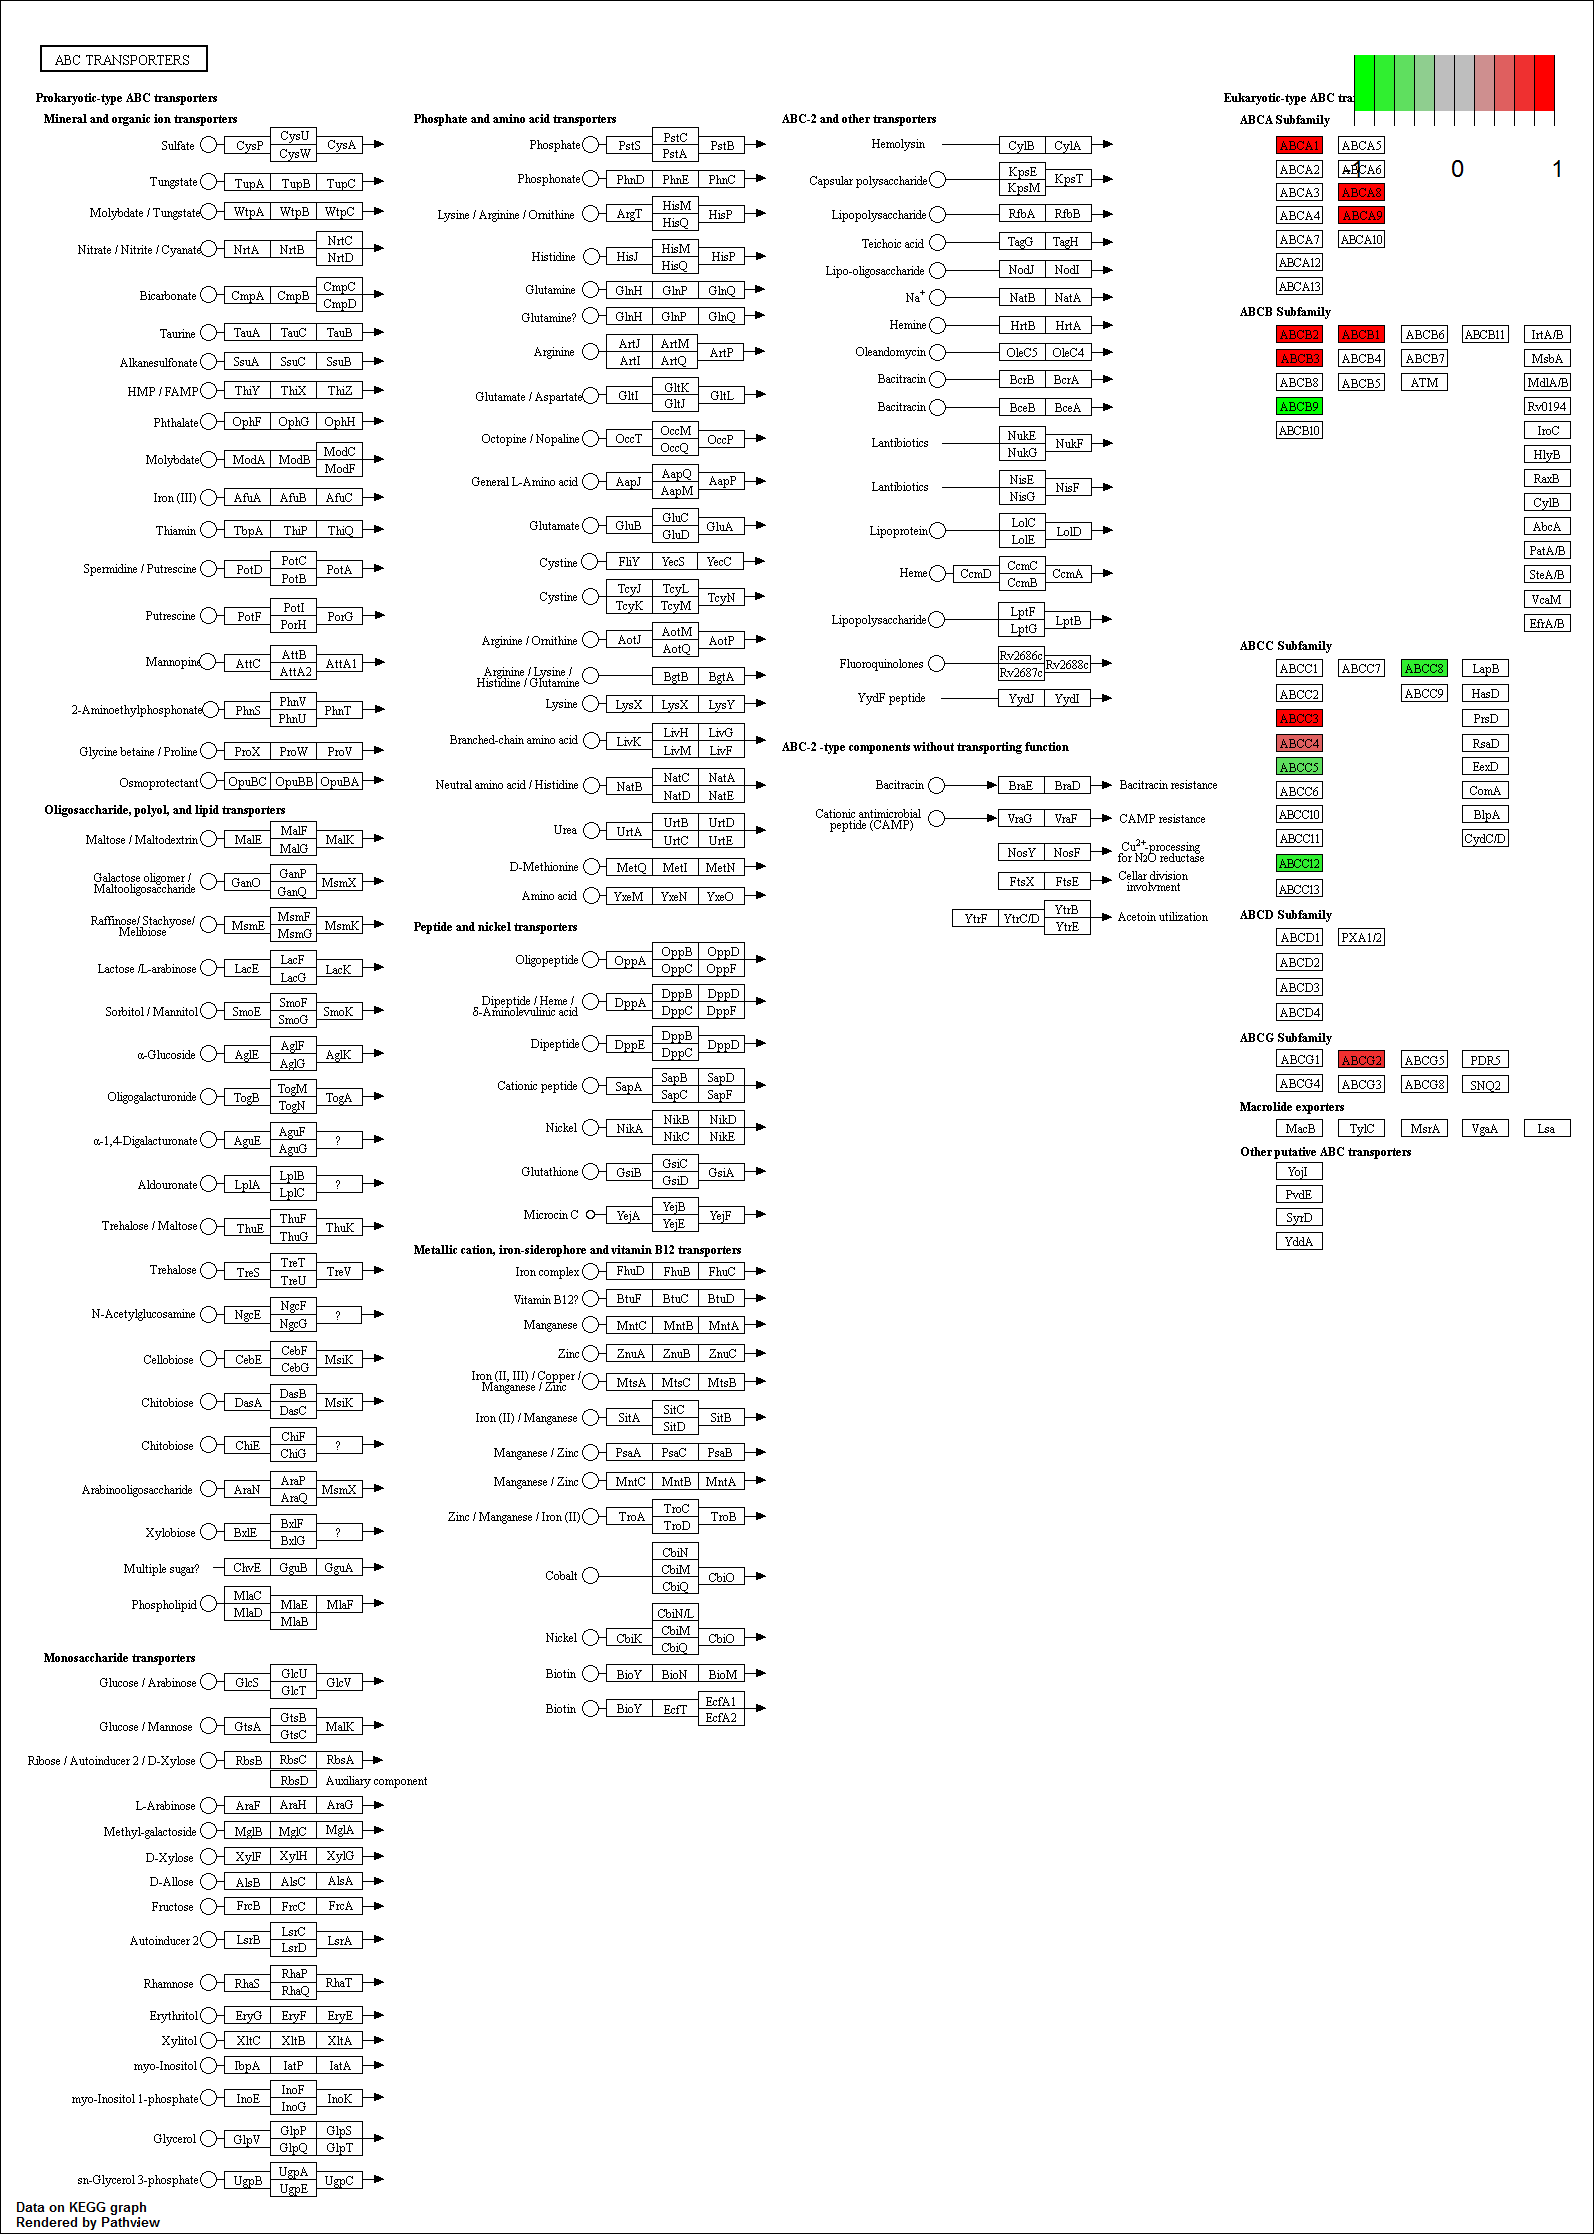 ABC TRANSPORTERS
-1 0 1
Prokaryotic-type ABC transporters
Mineral and organic ion transporters
Sulfate CysP CysU CysW CysA
Tungstate TupA TupB TupC
Molybdate / Tungstate WtpA WtpB WtpC
Nitrate / Nitrite / Cyanate NrtA NrtB NrtC NrtD
Bicarbonate CmpA CmpB CmpC CmpD
Taurine TauA TauC TauB
Alkanesulfonate SsuA SsuC SsuB
HMP / FAMP ThiY ThiX ThiZ
Phthalate OphF OphG OphH
Molybdate ModA ModB ModC ModF
Iron (III) AfuA AfuB AfuC
Thiamin TbpA ThiP ThiQ
Spermidine / Putrescine PotD PotC PotB PotA
Putrescine PotF PotI PorH PorG
Mannopine AttC AttB AttA2 AttA1
2-Aminoethylphosphonate PhnS PhnV PhnU PhnT
Glycine betaine / Proline ProX ProW ProV
Osmoprotectant OpuBC OpuBB OpuBA
Oligosaccharide, polyol, and lipid transporters
Maltose / Maltodextrin MalE MalF MalG MalK
Galactose oligomer / Maltooligosaccharide GanO GanP GanQ MsmX
Raffinose/ Stachyose/ Melibiose MsmE MsmF MsmG MsmK
Lactose /L-arabinose LacE LacF LacG LacK
Sorbitol / Mannitol SmoE SmoF SmoG SmoK
α-Glucoside AglE AglF AglG AglK
Oligogalacturonide TogB TogM TogN TogA
α-1,4-Digalacturonate AguE AguF AguG ?
Aldouronate LplA LplB LplC ?
Trehalose / Maltose ThuE ThuF ThuG ThuK
Trehalose TreS TreT TreU TreV
N-Acetylglucosamine NgcE NgcF NgcG ?
Cellobiose CebE CebF CebG MsiK
Chitobiose DasA DasB DasC MsiK
Chitobiose ChiE ChiF ChiG ?
Arabinooligosaccharide AraN AraP AraQ MsmX
Xylobiose BxlE BxlF BxlG ?
Multiple sugar? ChvE GguB GguA
Phospholipid MlaC MlaD MlaE MlaB MlaF
Monosaccharide transporters
Glucose / Arabinose GlcS GlcU GlcT GlcV
Glucose / Mannose GtsA GtsB GtsC MalK
Ribose / Autoinducer 2 / D-Xylose RbsB RbsC RbsA
RbsD Auxiliary component
L-Arabinose AraF AraH AraG
Methyl-galactoside MglB MglC MglA
D-Xylose XylF XylH XylG
D-Allose AlsB AlsC AlsA
Fructose FrcB FrcC FrcA
Autoinducer 2 LsrB LsrC LsrD LsrA
Rhamnose RhaS RhaP RhaQ RhaT
Erythritol EryG EryF EryE
Xylitol XltC XltB XltA
myo-Inositol IbpA IatP IatA
myo-Inositol 1-phosphate InoE InoF InoG InoK
Glycerol GlpV GlpP GlpQ GlpS GlpT
sn-Glycerol 3-phosphate UgpB UgpA UgpE UgpC
Phosphate and amino acid transporters
Phosphate PstS PstC PstA PstB
Phosphonate PhnD PhnE PhnC
Lysine / Arginine / Ornithine ArgT HisM HisQ HisP
Histidine HisJ HisM HisQ HisP
Glutamine GlnH GlnP GlnQ
Glutamine? GlnH GlnP GlnQ
Arginine ArtJ ArtI ArtM ArtQ ArtP
Glutamate / Aspartate GltI GltK GltJ GltL
Octopine / Nopaline OccT OccM OccQ OccP
General L-Amino acid AapJ AapQ AapM AapP
Glutamate GluB GluC GluD GluA
Cystine FliY YecS YecC
Cystine TcyJ TcyK TcyL TcyM TcyN
Arginine / Ornithine AotJ AotM AotQ AotP
Arginine / Lysine / Histidine / Glutamine BgtB BgtA
Lysine LysX LysX LysY
Branched-chain amino acid LivK LivH LivM LivG LivF
Neutral amino acid / Histidine NatB NatC NatD NatA NatE
Urea UrtA UrtB UrtC UrtD UrtE
D-Methionine MetQ MetI MetN
Amino acid YxeM YxeN YxeO
Peptide and nickel transporters
Oligopeptide OppA OppB OppC OppD OppF
Dipeptide / Heme / δ-Aminolevulinic acid DppA DppB DppC DppD DppF
Dipeptide DppE DppB DppC DppD
Cationic peptide SapA SapB SapC SapD SapF
Nickel NikA NikB NikC NikD NikE
Glutathione GsiB GsiC GsiD GsiA
Microcin C YejA YejB YejE YejF
Metallic cation, iron-siderophore and vitamin B12 transporters
Iron complex FhuD FhuB FhuC
Vitamin B12? BtuF BtuC BtuD
Manganese MntC MntB MntA
Zinc ZnuA ZnuB ZnuC
Iron (II, III) / Copper / Manganese / Zinc MtsA MtsC MtsB
Iron (II) / Manganese SitA SitC SitD SitB
Manganese / Zinc PsaA PsaC PsaB
Manganese / Zinc MntC MntB MntA
Zinc / Manganese / Iron (II) TroA TroC TroD TroB
Cobalt CbiN CbiM CbiQ CbiO
Nickel CbiK CbiN/L CbiM CbiQ CbiO
Biotin BioY BioN BioM
Biotin BioY EcfT EcfA1 EcfA2
ABC-2 and other transporters
Hemolysin CylB CylA
Capsular polysaccharide KpsE KpsM KpsT
Lipopolysaccharide RfbA RfbB
Teichoic acid TagG TagH
Lipo-oligosaccharide NodJ NodI
Na+ NatB NatA
Hemine HrtB HrtA
Oleandomycin OleC5 OleC4
Bacitracin BcrB BcrA
Bacitracin BceB BceA
Lantibiotics NukE NukG NukF
Lantibiotics NisE NisG NisF
Lipoprotein LolC LolE LolD
Heme CcmD CcmC CcmB CcmA
Lipopolysaccharide LptF LptG LptB
Fluoroquinolones Rv2686c Rv2687c Rv2688c
YydF peptide YydJ YydI
ABC-2 -type components without transporting function
Bacitracin BraE BraD Bacitracin resistance
Cationic antimicrobial peptide (CAMP) VraG VraF CAMP resistance
NosY NosF Cu2+-processing for N2O reductase
FtsX FtsE Cellar division involvment
YtrF YtrC/D YtrB YtrE Acetoin utilization
Eukaryotic-type ABC tra
ABCA Subfamily
ABCA1 ABCA5
ABCA2 ABCA6
ABCA3 ABCA8
ABCA4 ABCA9
ABCA7 ABCA10
ABCA12
ABCA13
ABCB Subfamily
ABCB2 ABCB1 ABCB6 ABCB11 IrtA/B
ABCB3 ABCB4 ABCB7 MsbA
ABCB8 ABCB5 ATM MdlA/B
ABCB9 Rv0194
ABCB10 IroC
HlyB
RaxB
CylB
AbcA
PatA/B
SteA/B
VcaM
EfrA/B
ABCC Subfamily
ABCC1 ABCC7 ABCC8 LapB
ABCC2 ABCC9 HasD
ABCC3 PrsD
ABCC4 RsaD
ABCC5 EexD
ABCC6 ComA
ABCC10 BlpA
ABCC11 CydC/D
ABCC12
ABCC13
ABCD Subfamily
ABCD1 PXA1/2
ABCD2
ABCD3
ABCD4
ABCG Subfamily
ABCG1 ABCG2 ABCG5 PDR5
ABCG4 ABCG3 ABCG8 SNQ2
Macrolide exporters
MacB TylC MsrA VgaA Lsa
Other putative ABC transporters
YojI
PvdE
SyrD
YddA
Data on KEGG graph
Rendered by Pathview